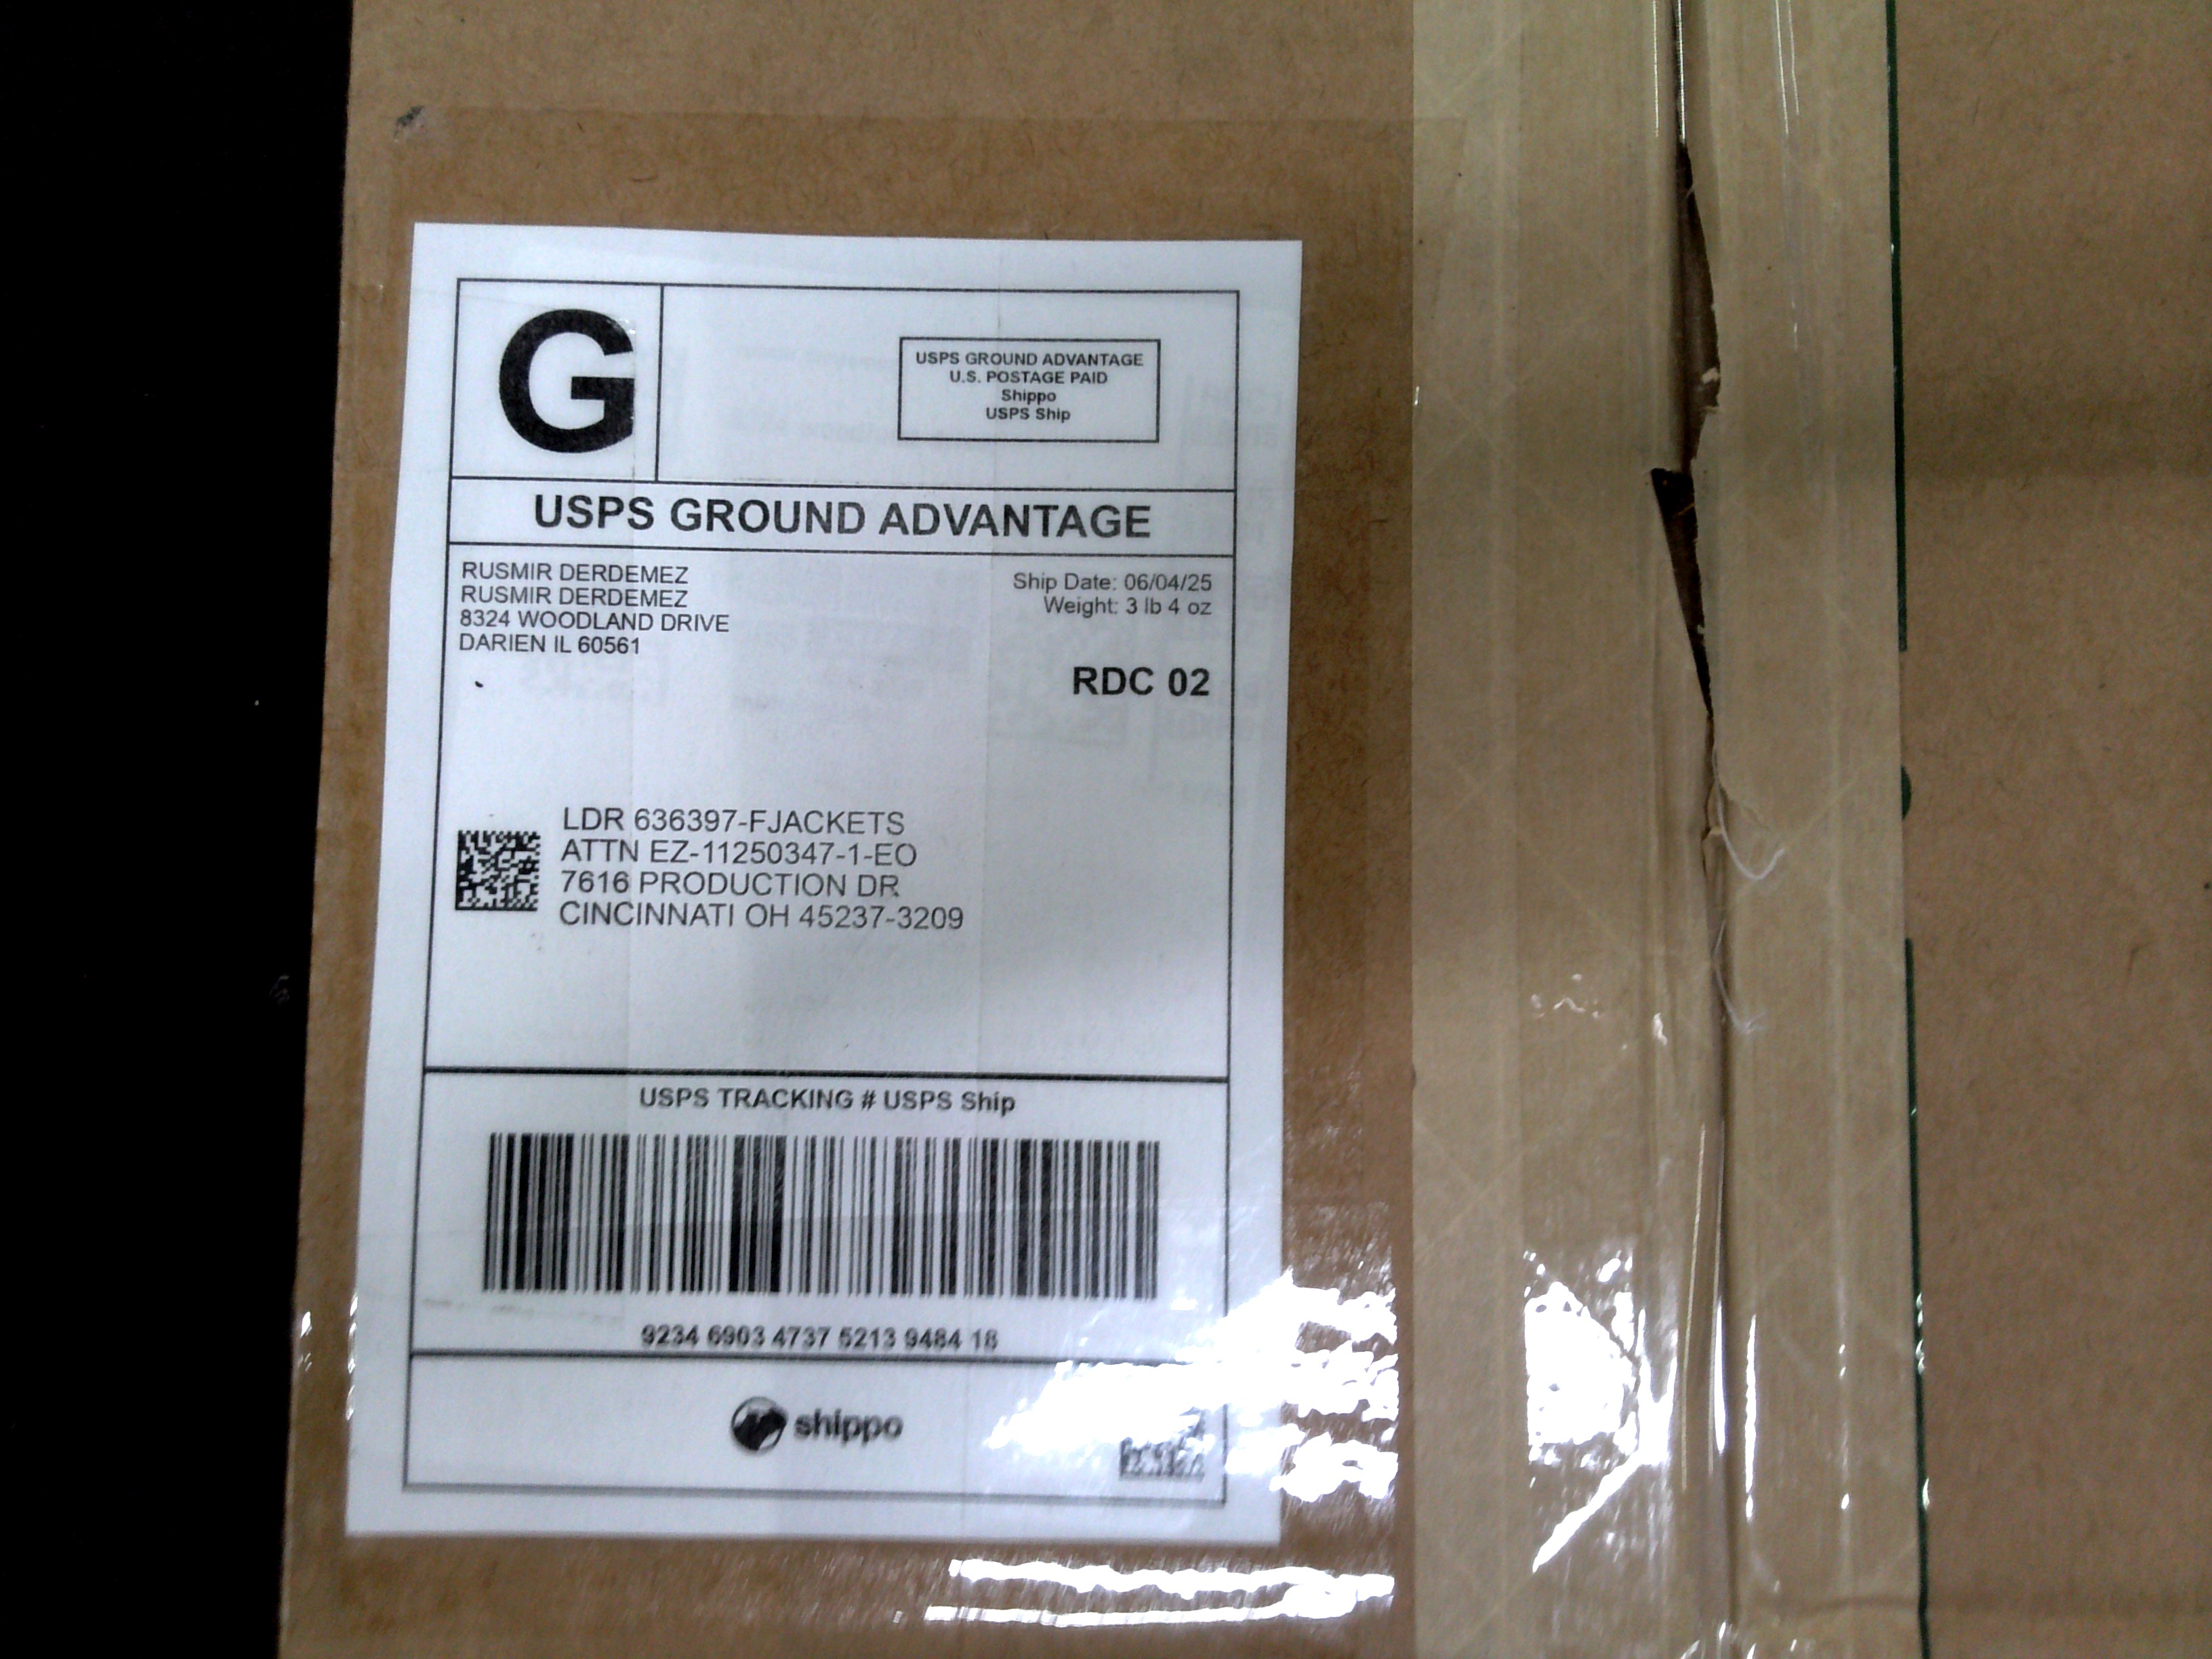 G
USPS GROUND ADVANTAGE
U.S. POSTAGE PAID
Shippo
USPS Ship
USPS GROUND ADVANTAGE
RUSMIR DERDEMEZ
RUSMIR DERDEMEZ
8324 WOODLAND DRIVE
DARIEN IL 60561
Ship Date: 06/04/25
Weight: 3 lb 4 oz
RDC 02
LDR 636397-FJACKETS
ATTN EZ-11250347-1-EO
7616 PRODUCTION DR
CINCINNATI OH 45237-3209
USPS TRACKING # USPS Ship
9234 6903 4737 5213 9484 18
shippo